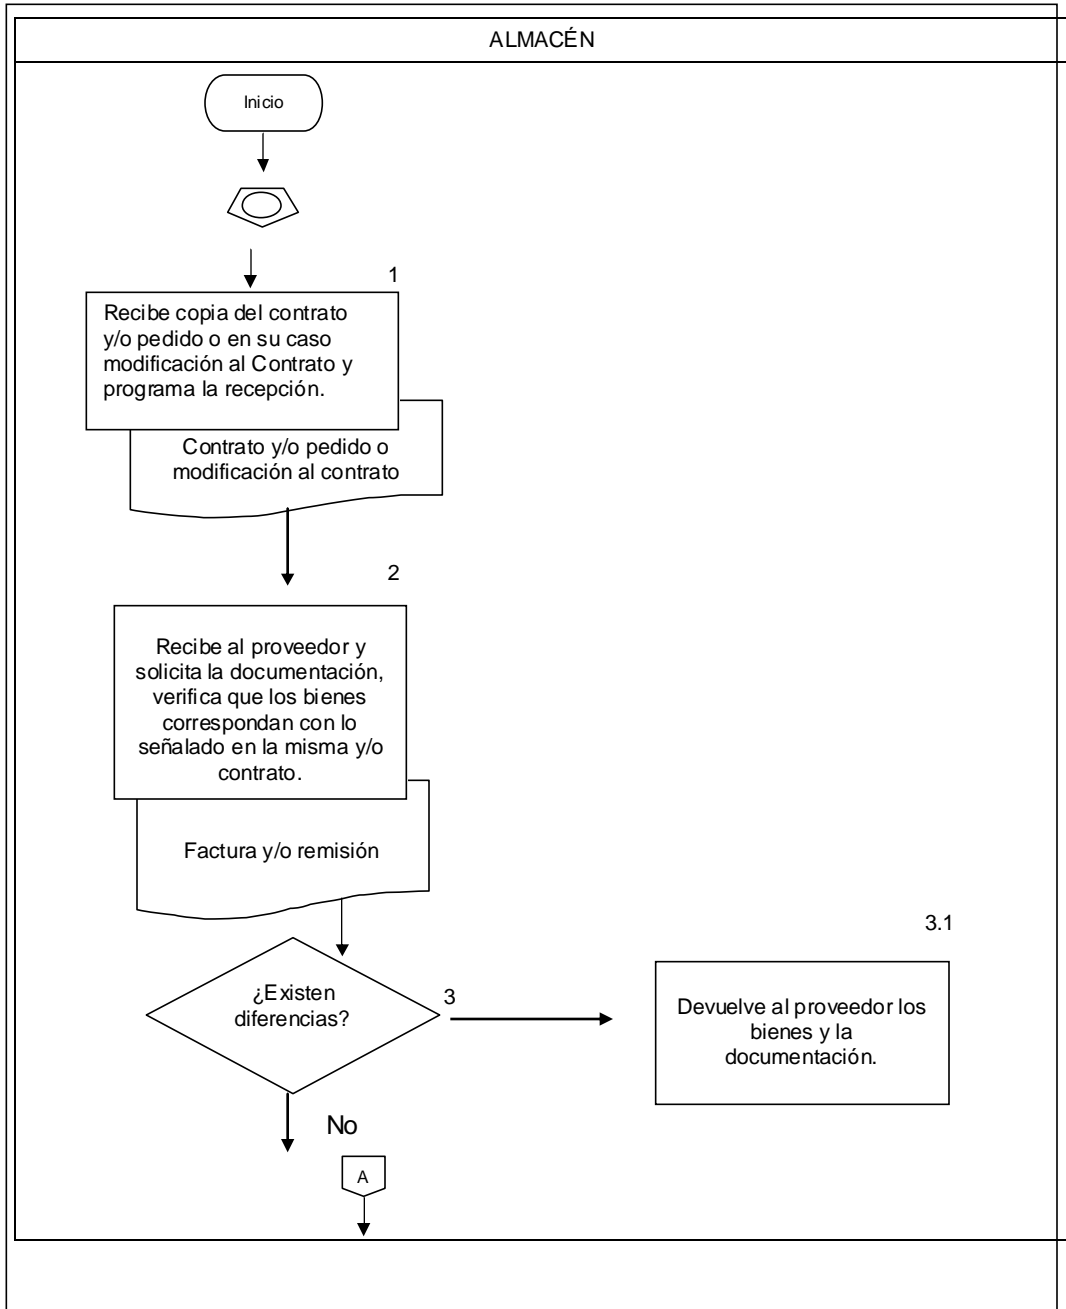 ALMACÉN
Inicio
1
Recibe copia del contrato
y/o pedido o en su caso
modificación al Contrato y
programa la recepción.
Contrato y/o pedido o
modificación al contrato
2
Recibe al proveedor y
solicita la documentación,
verifica que los bienes
correspondan con lo
señalado en la misma y/o
contrato.
Factura y/o remisión
3.1
¿Existen
diferencias?
3
Devuelve al proveedor los
bienes y la
documentación.
No
A